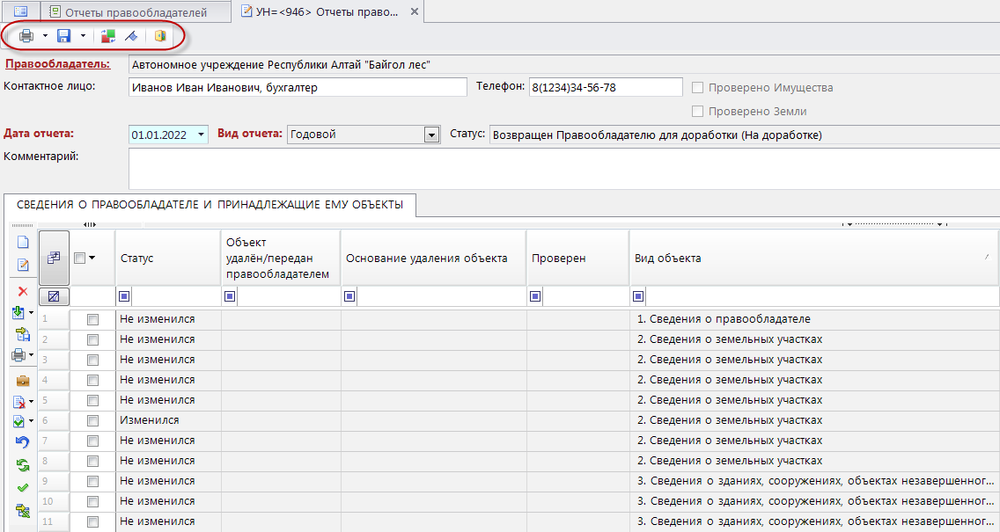 Отчеты правообладателей
УН=<946> Отчеты право...
Правообладатель: Автономное учреждение Республики Алтай "Байгол лес"
Контактное лицо: Иванов Иван Иванович, бухгалтер Телефон: 8(1234)34-56-78 Проверено Имущества
Проверено Земли
Дата отчета: 01.01.2022 Вид отчета: Годовой Статус: Возвращен Правообладателю для доработки (На доработке)
Комментарий:
СВЕДЕНИЯ О ПРАВООБЛАДАТЕЛЕ И ПРИНАДЛЕЖАЩИЕ ЕМУ ОБЪЕКТЫ
Статус
Объект
удалён/передан
правообладателем
Основание удаления объекта
Проверен
Вид объекта
1 Не изменился 1. Сведения о правообладателе
2 Не изменился 2. Сведения о земельных участках
3 Не изменился 2. Сведения о земельных участках
4 Не изменился 2. Сведения о земельных участках
5 Не изменился 2. Сведения о земельных участках
6 Изменился 2. Сведения о земельных участках
7 Не изменился 2. Сведения о земельных участках
8 Не изменился 2. Сведения о земельных участках
9 Не изменился 3. Сведения о зданиях, сооружениях, объектах незавершенног...
10 Не изменился 3. Сведения о зданиях, сооружениях, объектах незавершенног...
11 Не изменился 3. Сведения о зданиях, сооружениях, объектах незавершенног...